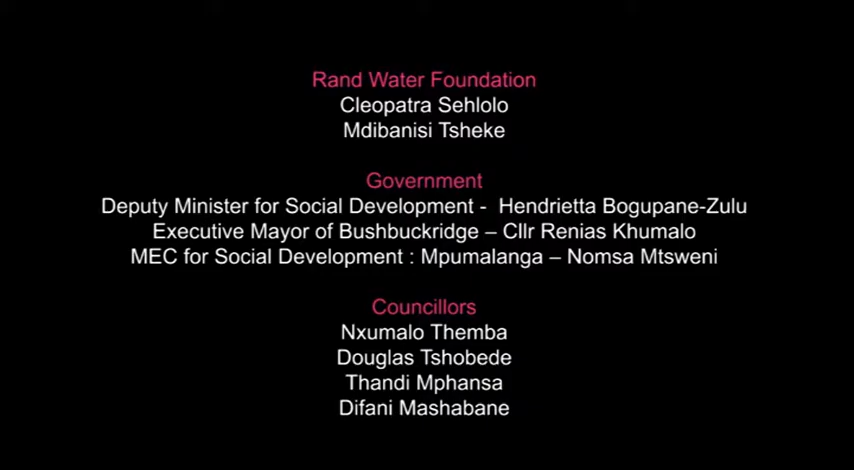 Rand Water Foundation
Cleopatra Sehlolo
Mdibanisi Tsheke
Government
Deputy Minister for Social Development -  Hendrietta Bogupane-Zulu
Executive Mayor of Bushbuckridge – Cllr Renias Khumalo
MEC for Social Development : Mpumalanga – Nomsa Mtsweni
Councillors
Nxumalo Themba
Douglas Tshobede
Thandi Mphansa
Difani Mashabane